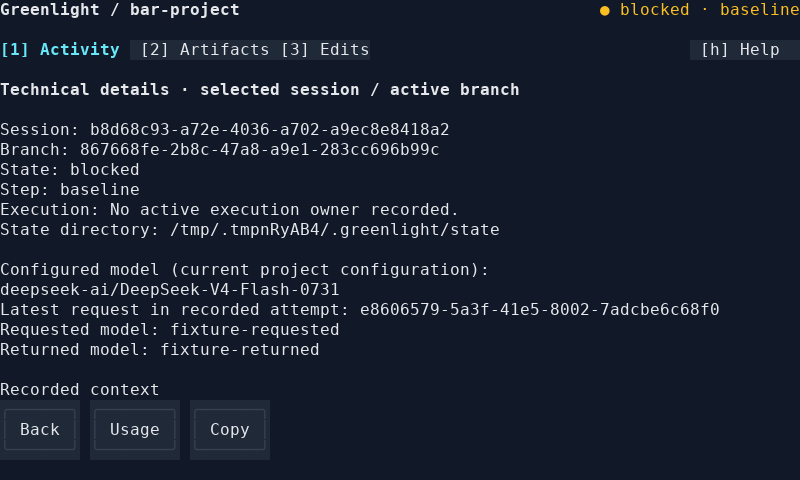 Greenlight / bar-project ● blocked · baseline
[1] Activity [2] Artifacts [3] Edits [h] Help
Technical details · selected session / active branch
Session: b8d68c93-a72e-4036-a702-a9ec8e8418a2
Branch: 867668fe-2b8c-47a8-a9e1-283cc696b99c
State: blocked
Step: baseline
Execution: No active execution owner recorded.
State directory: /tmp/.tmpnRyAB4/.greenlight/state
Configured model (current project configuration):
deepseek-ai/DeepSeek-V4-Flash-0731
Latest request in recorded attempt: e8606579-5a3f-41e5-8002-7adcbe6c68f0
Requested model: fixture-requested
Returned model: fixture-returned
Recorded context
Back Usage Copy